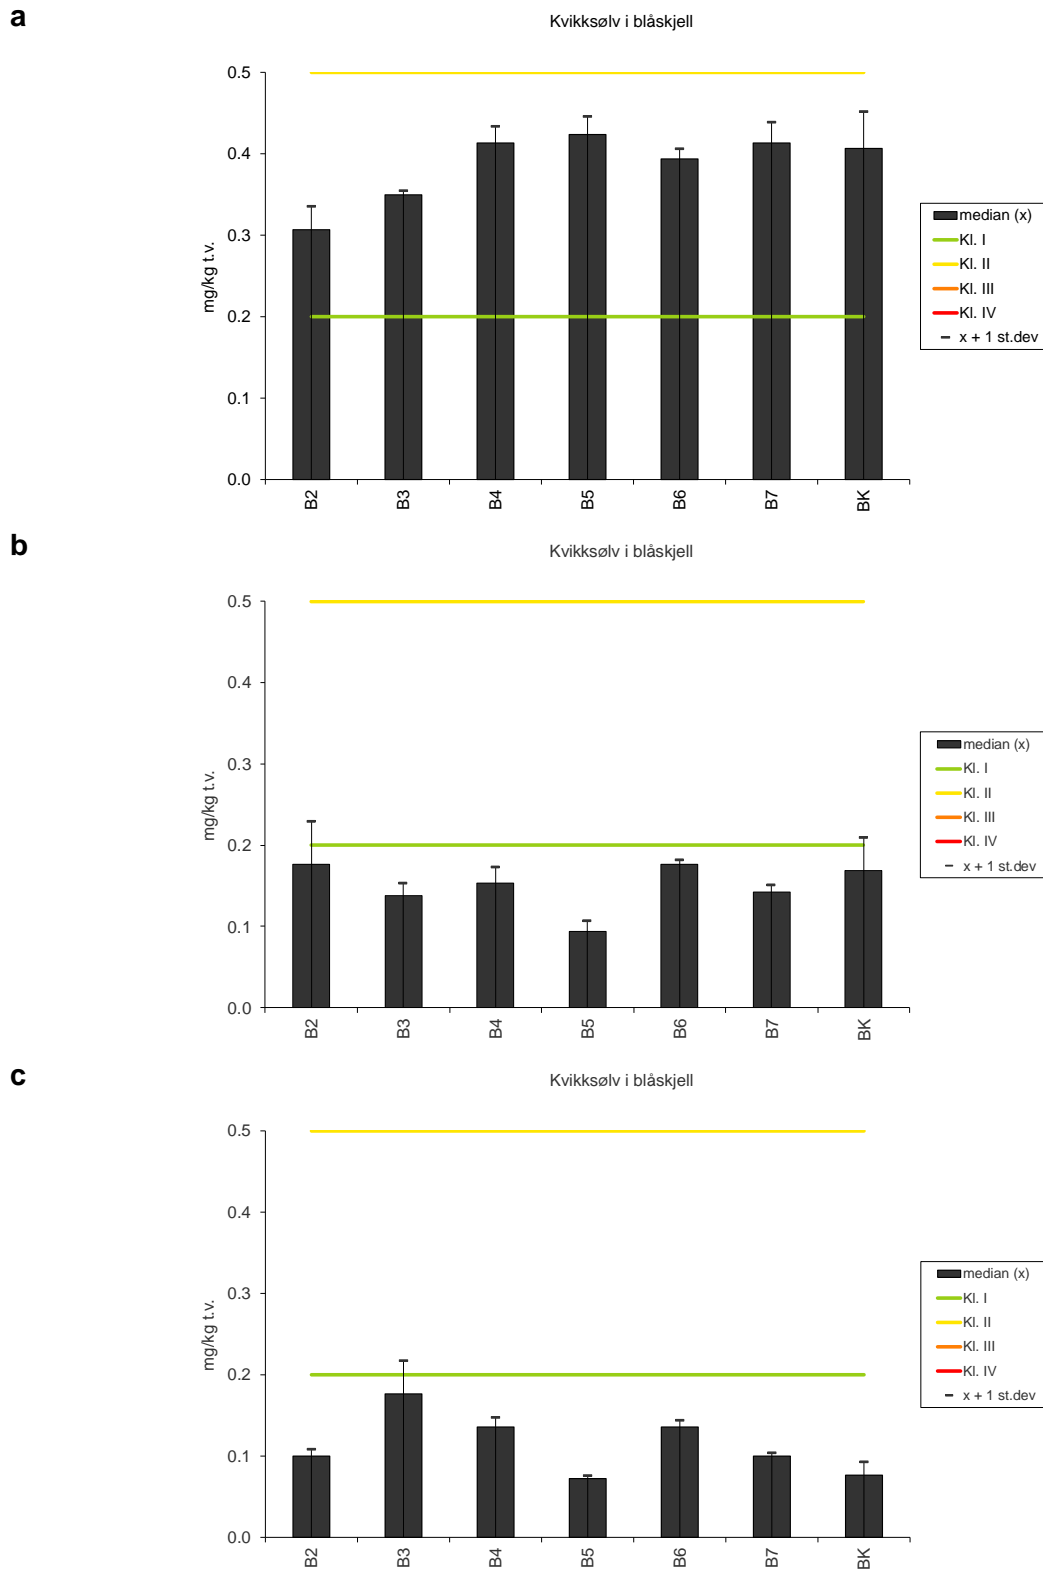 a
Kvikksølv i blåskjell
0.5
0.4
0.3
0.2
0.1
0.0
mg/kg t.v.
B2 B3 B4 B5 B6 B7 BK
median (x)
Kl. I
Kl. II
Kl. III
Kl. IV
x + 1 st.dev
b
Kvikksølv i blåskjell
0.5
0.4
0.3
0.2
0.1
0.0
mg/kg t.v.
B2 B3 B4 B5 B6 B7 BK
median (x)
Kl. I
Kl. II
Kl. III
Kl. IV
x + 1 st.dev
c
Kvikksølv i blåskjell
0.5
0.4
0.3
0.2
0.1
0.0
mg/kg t.v.
B2 B3 B4 B5 B6 B7 BK
median (x)
Kl. I
Kl. II
Kl. III
Kl. IV
x + 1 st.dev